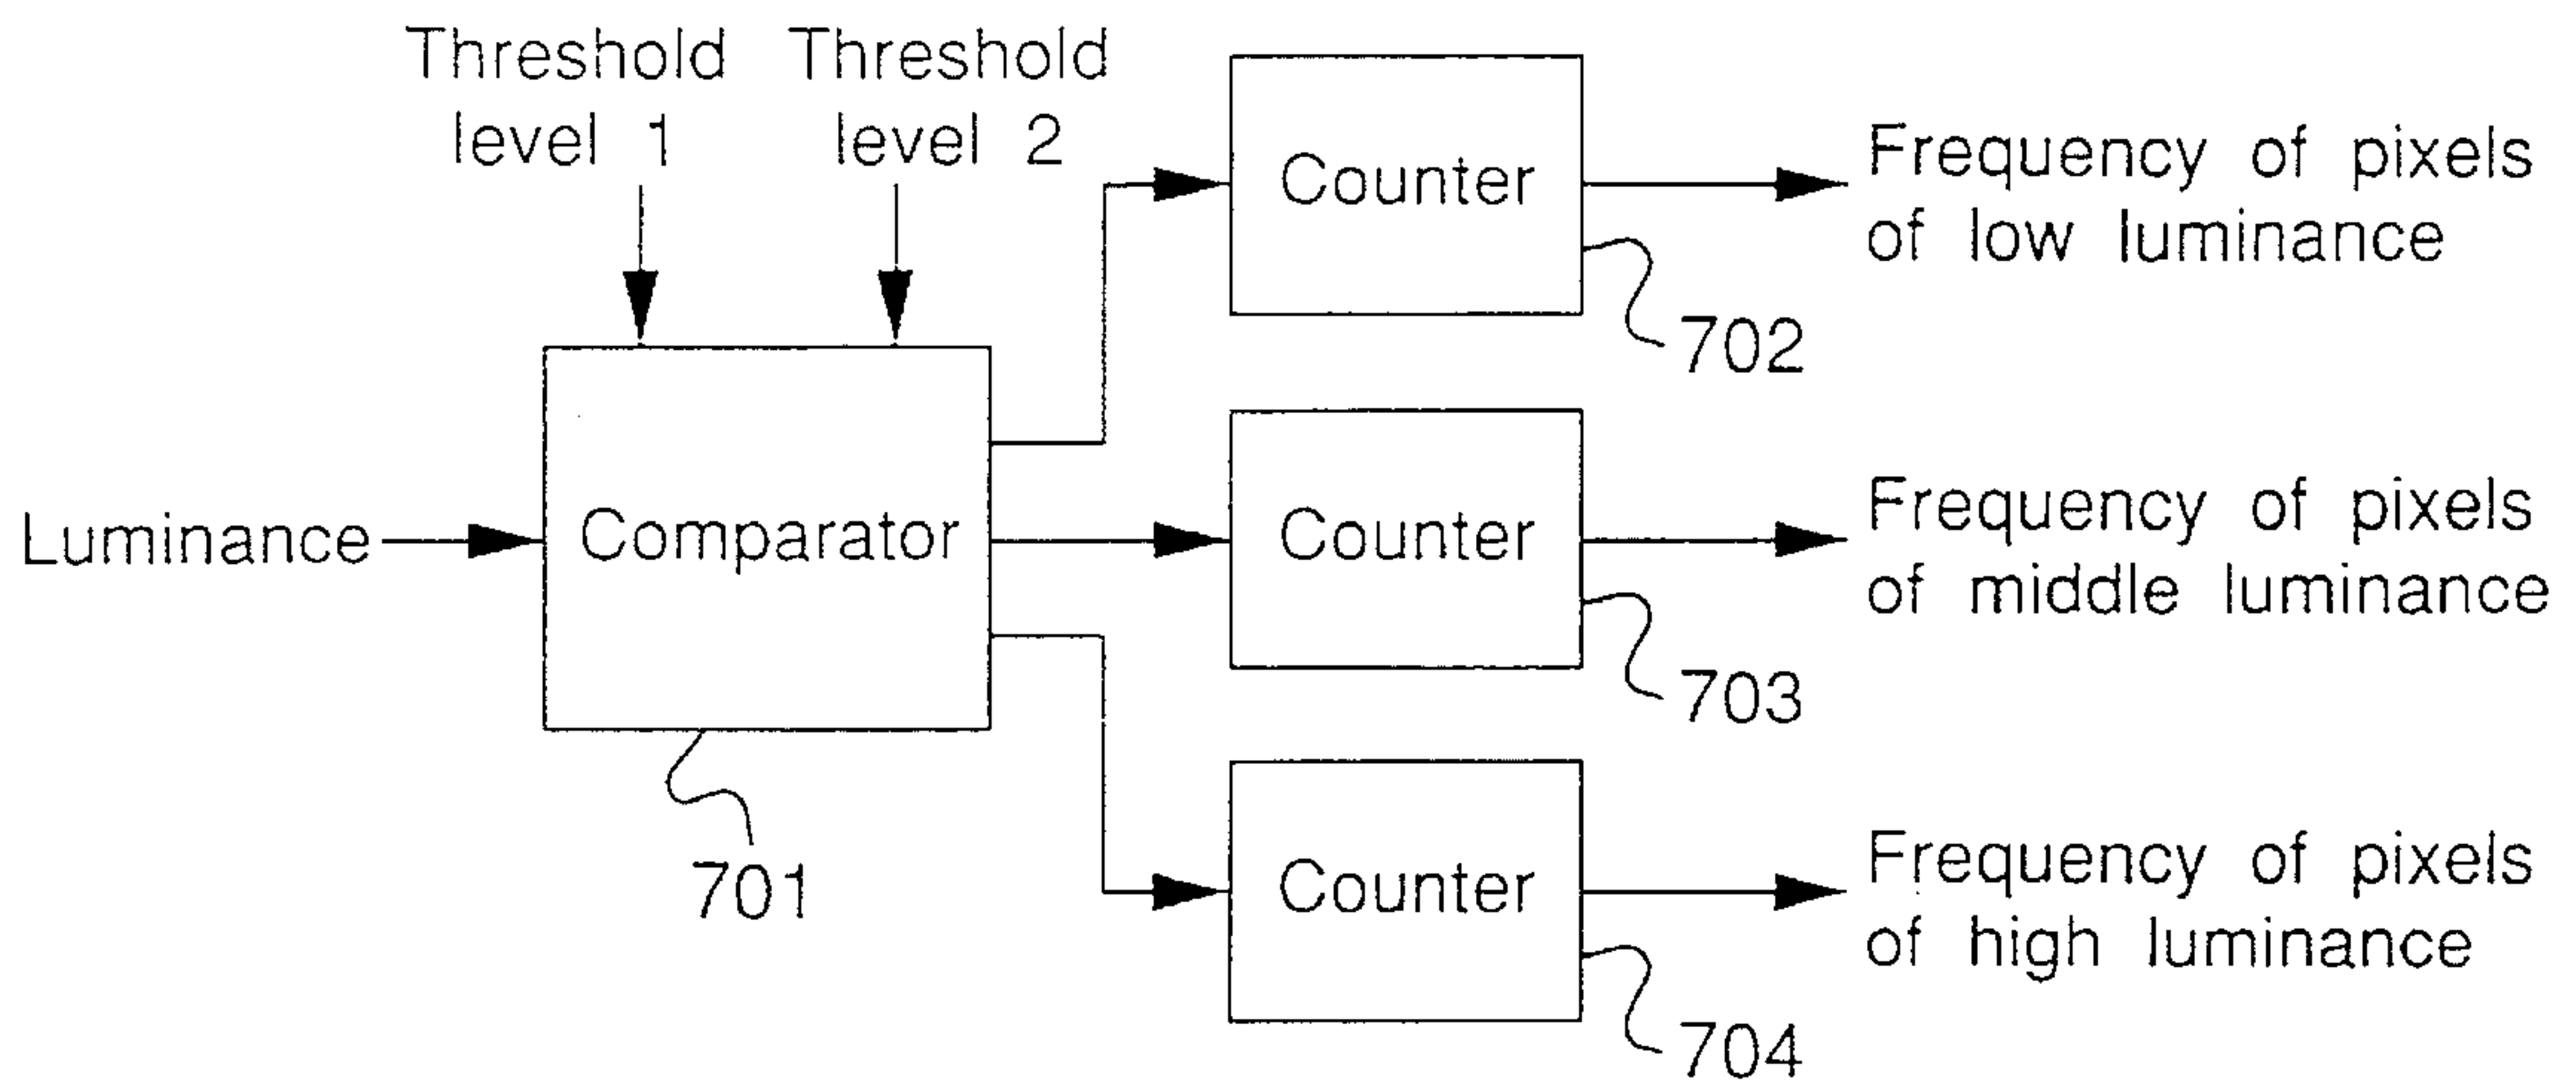 Threshold
level 1
Threshold
level 2
Counter
Frequency of pixels
of low luminance
702
Luminance
Comparator
Counter
Frequency of pixels
of middle luminance
703
701
Counter
Frequency of pixels
of high luminance
704